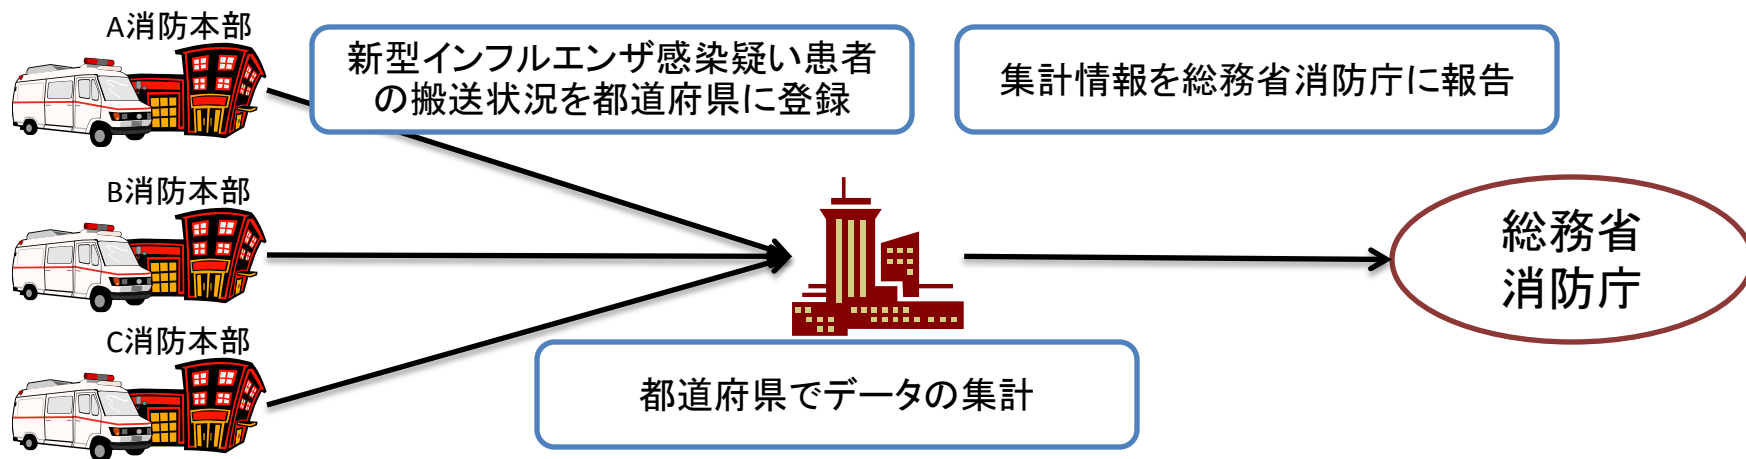 A消防本部
新型インフルエンザ感染疑い患者
の搬送状況を都道府県に登録
集計情報を総務省消防庁に報告
B消防本部
総務省
消防庁
C消防本部
都道府県でデータの集計